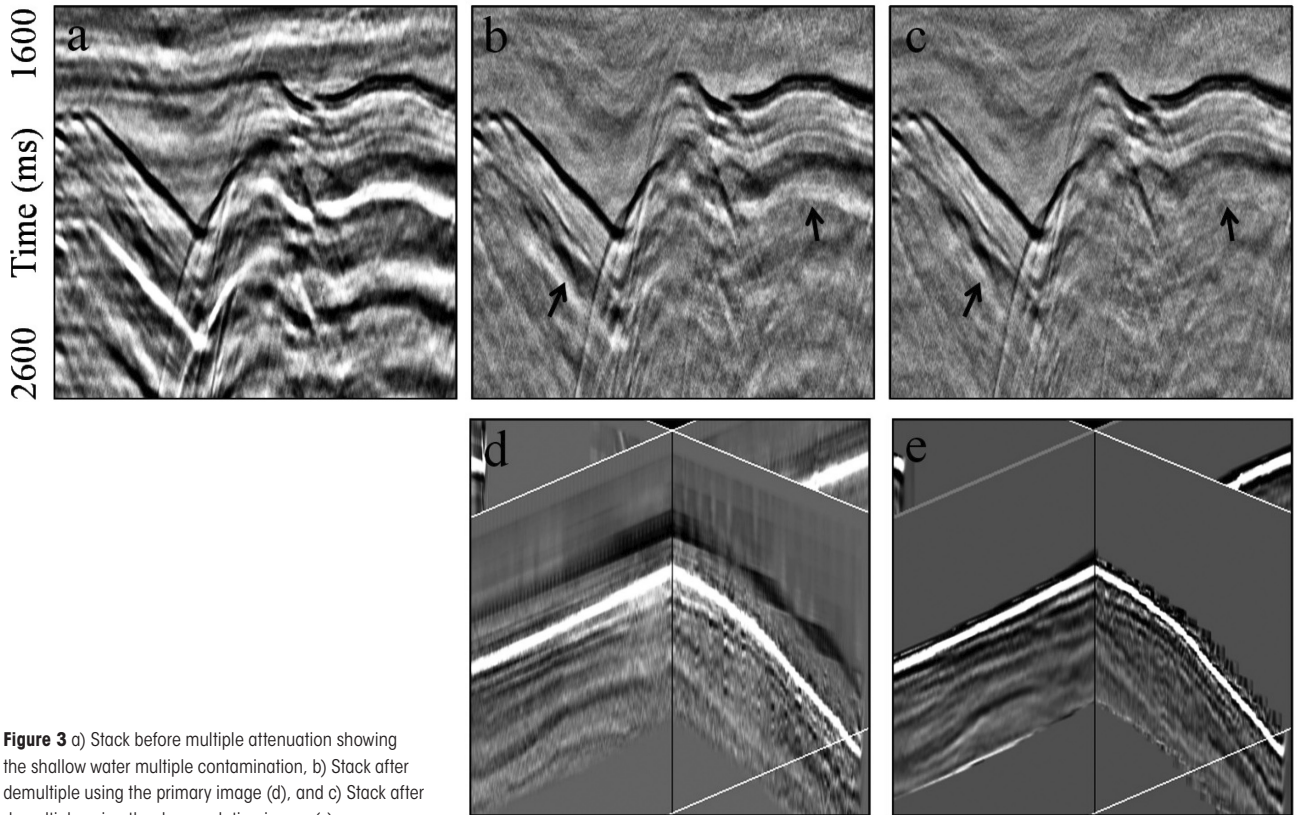 1600
Time (ms)
2600
a
b
c
d
e
Figure 3 a) Stack before multiple attenuation showing
the shallow water multiple contamination, b) Stack after
demultiple using the primary image (d), and c) Stack after